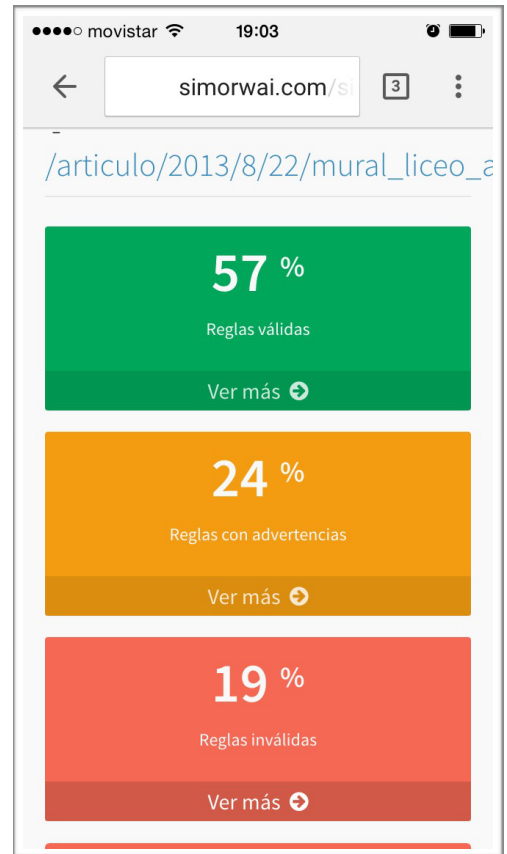 movistar 19:03
simorwai.com/si 3
/articulo/2013/8/22/mural_liceo_a
57 %
Reglas válidas
Ver más
24 %
Reglas con advertencias
Ver más
19 %
Reglas inválidas
Ver más